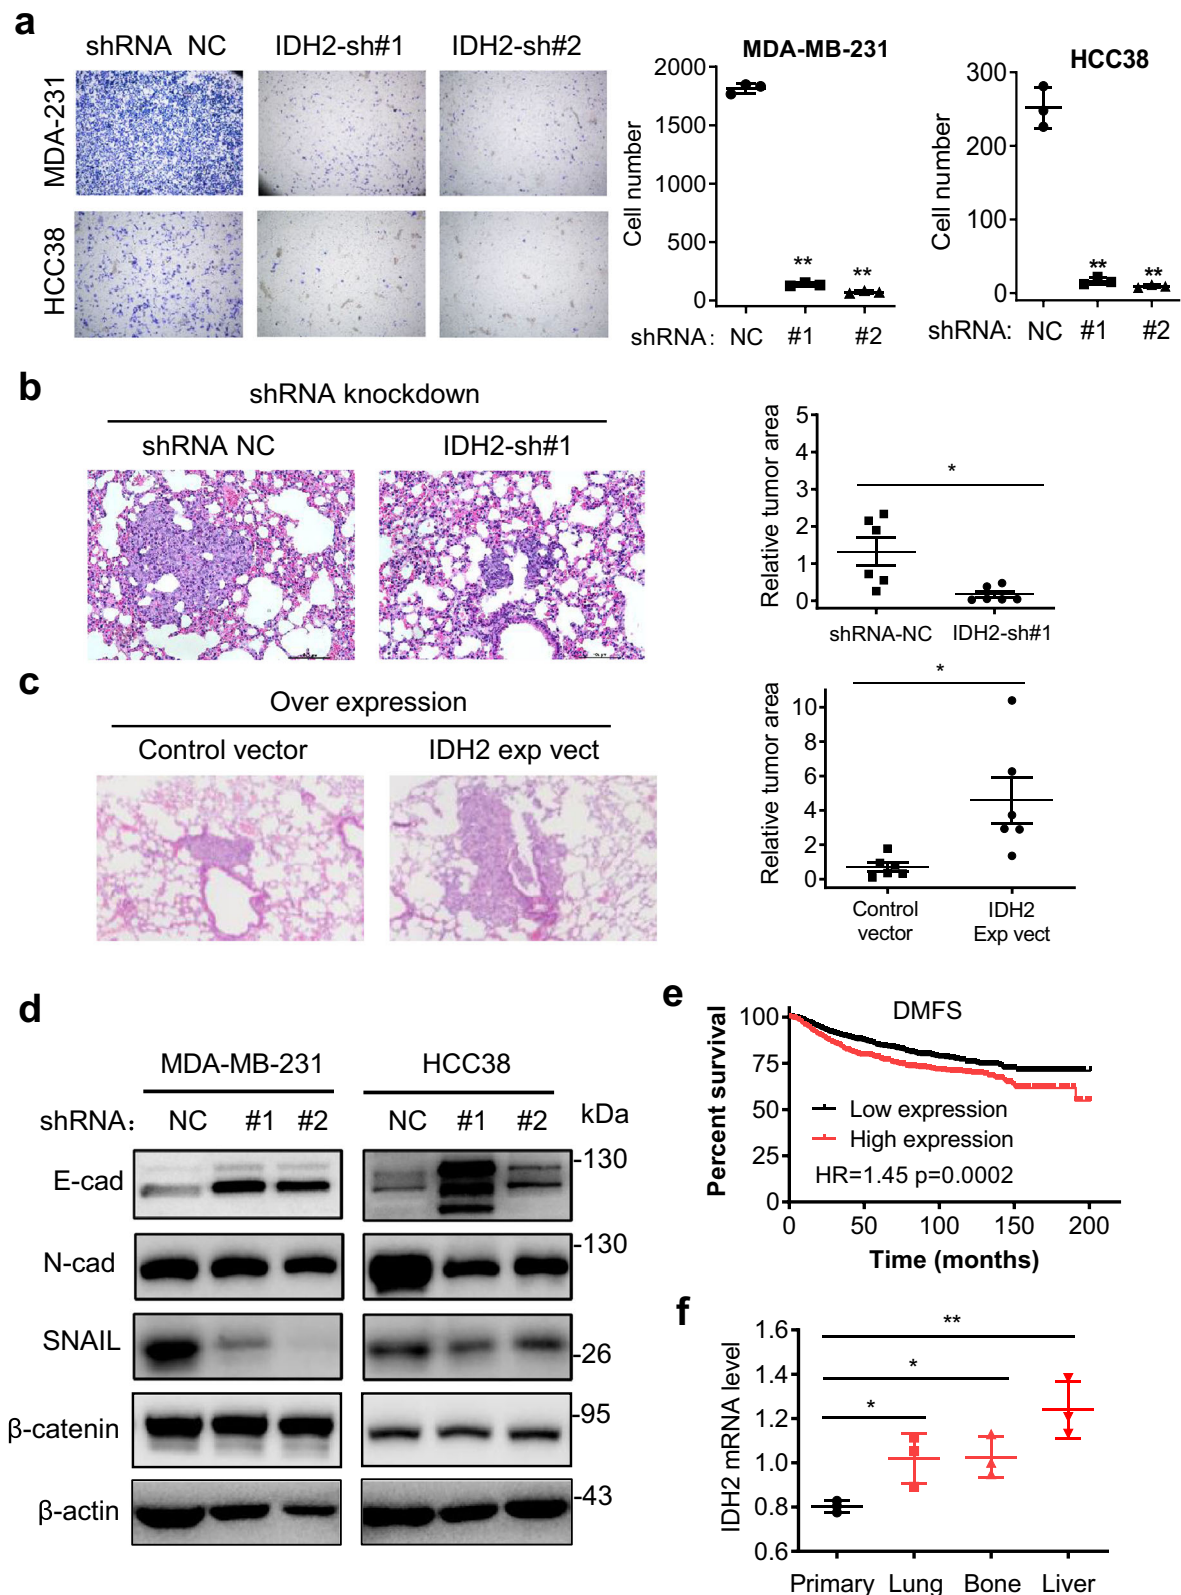 a
shRNA NC
IDH2-sh#1
IDH2-sh#2
MDA-231
HCC38
MDA-MB-231
Cell number
2000
1500
1000
500
0
**
**
shRNA: NC #1 #2
HCC38
Cell number
300
200
100
0
**
**
shRNA: NC #1 #2
b
shRNA knockdown
shRNA NC
IDH2-sh#1
Relative tumor area
5
4
3
2
1
0
*
shRNA-NC
IDH2-sh#1
c
Over expression
Control vector
IDH2 exp vect
Relative tumor area
10
8
6
4
2
0
*
Control
vector
IDH2
Exp vect
d
MDA-MB-231
HCC38
shRNA: NC #1 #2 NC #1 #2 kDa
E-cad
-130
N-cad
-130
SNAIL
-26
β-catenin
-95
β-actin
-43
e
DMFS
Percent survival
100
75
50
25
0
Low expression
High expression
HR=1.45 p=0.0002
0 50 100 150 200
Time (months)
f
IDH2 mRNA level
1.6
1.4
1.2
1.0
0.8
0.6
**
*
*
Primary Lung Bone Liver